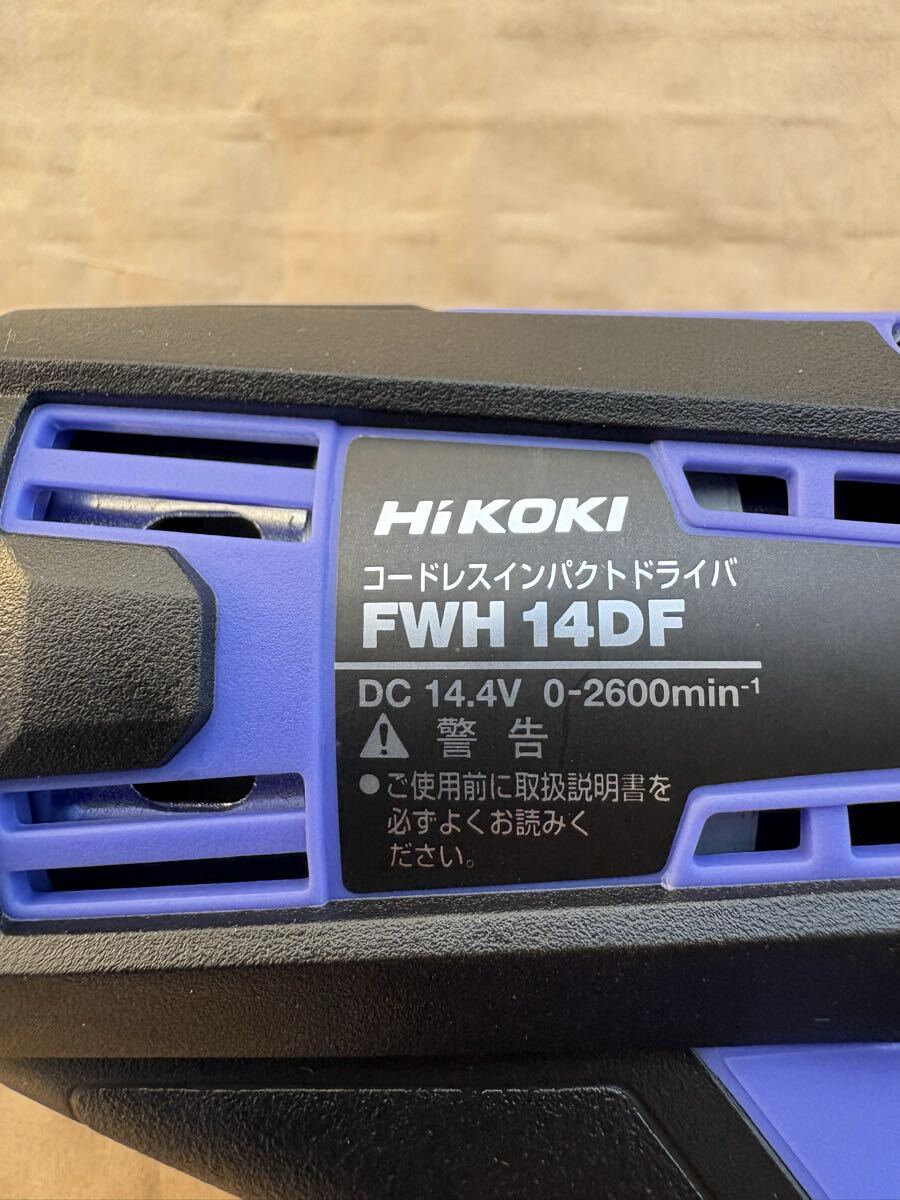 HiKOKI
コードレスインパクトドライバ
FWH 14DF
DC 14.4V 0-2600min⁻¹
警告
●ご使用前に取扱説明書を
必ずよくお読みく
ださい。